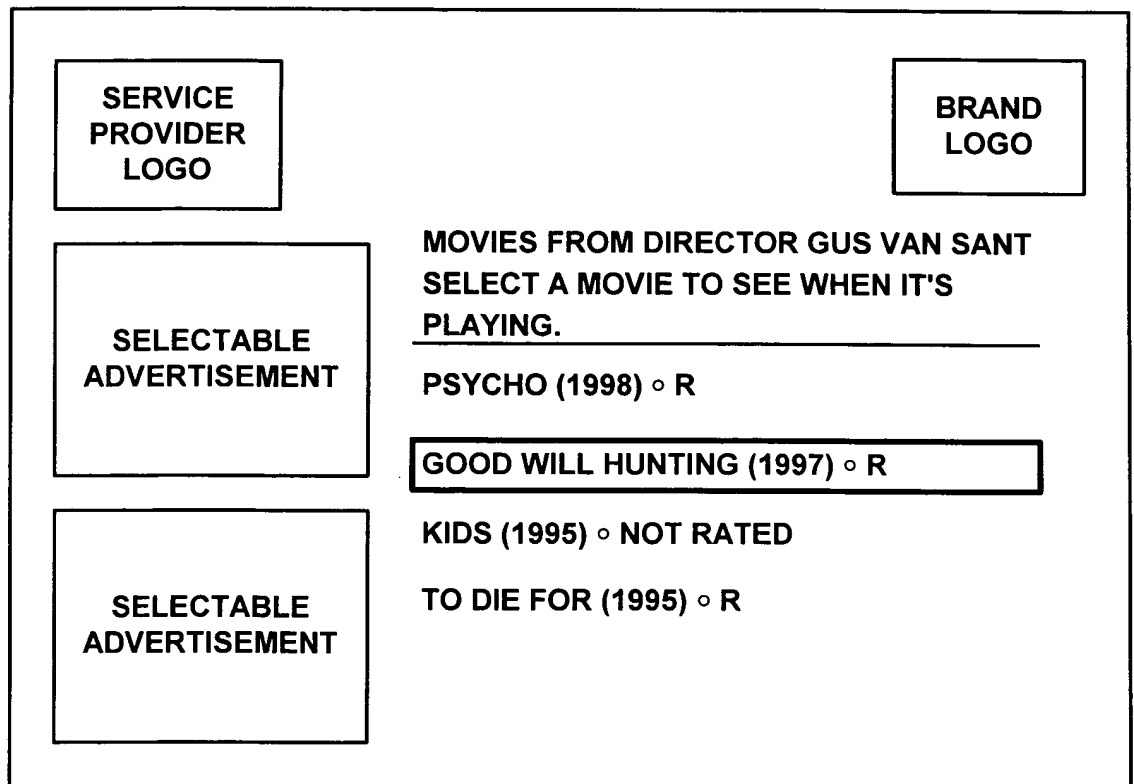 SERVICE
PROVIDER
LOGO
BRAND
LOGO
SELECTABLE
ADVERTISEMENT
SELECTABLE
ADVERTISEMENT
MOVIES FROM DIRECTOR GUS VAN SANT
SELECT A MOVIE TO SEE WHEN IT'S
PLAYING.
PSYCHO (1998) ∘ R
GOOD WILL HUNTING (1997) ∘ R
KIDS (1995) ∘ NOT RATED
TO DIE FOR (1995) ∘ R